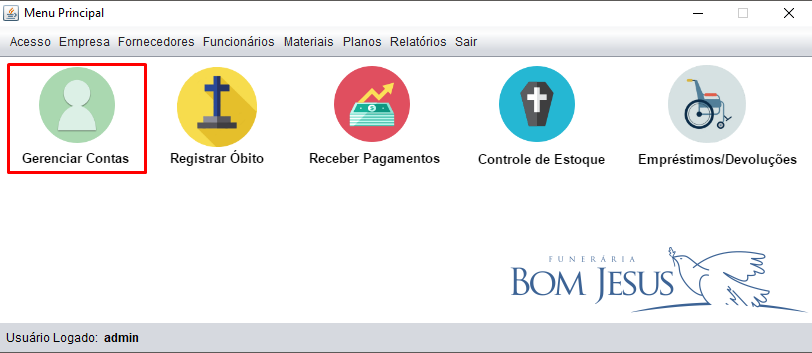 Menu Principal
Acesso Empresa Fornecedores Funcionários Materiais Planos Relatórios Sair
Gerenciar Contas Registrar Óbito Receber Pagamentos Controle de Estoque Empréstimos/Devoluções
FUNERÁRIA
BOM JESUS
Usuário Logado: admin